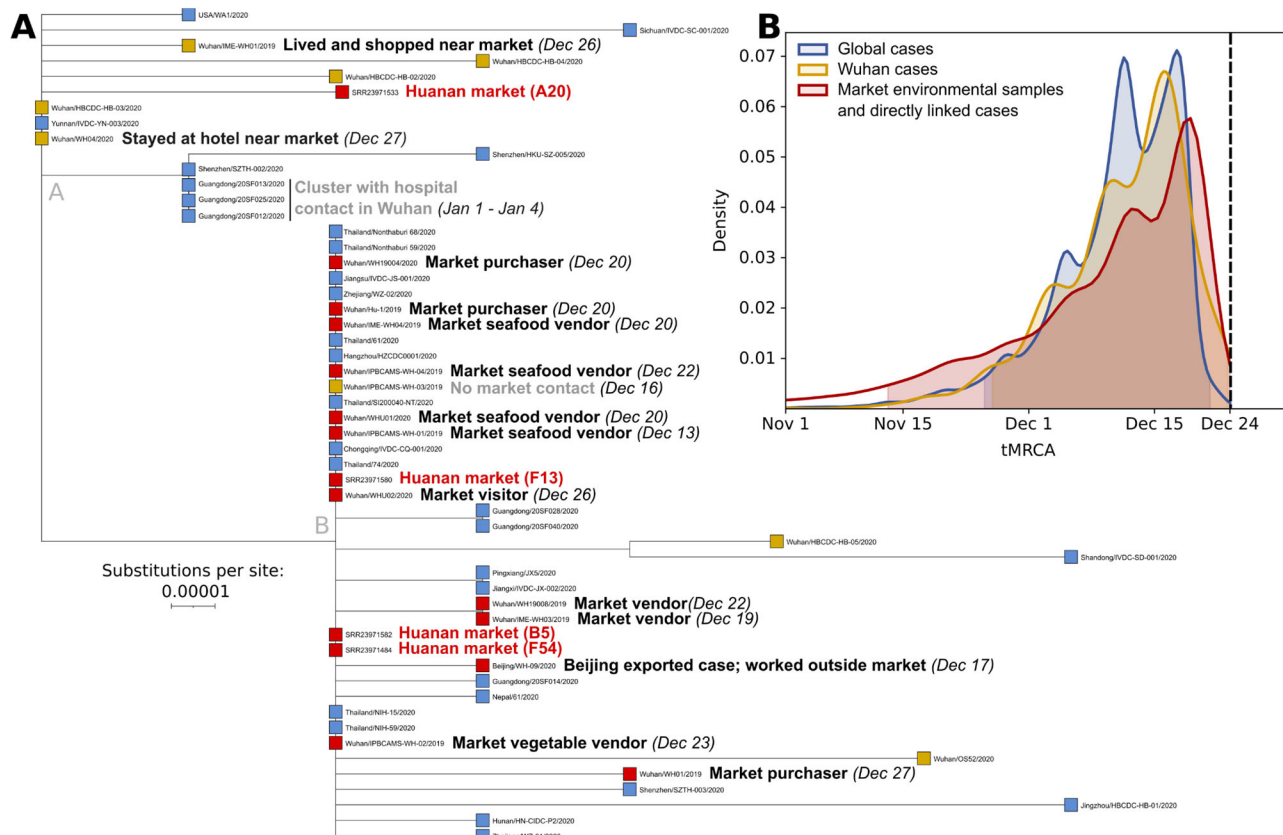 A
USA/WA1/2020
Sichuan/IVDC-SC-001/2020
Wuhan/IME-WH01/2019 Lived and shopped near market (Dec 26)
Wuhan/HBCDC-HB-04/2020
Wuhan/HBCDC-HB-02/2020
SRR23971533 Huanan market (A20)
Wuhan/HBCDC-HB-03/2020
Yunnan/IVDC-YN-003/2020
Wuhan/WH04/2020 Stayed at hotel near market (Dec 27)
Shenzhen/HKU-SZ-005/2020
Shenzhen/SZTH-002/2020
A
Guangdong/20SF013/2020
Guangdong/20SF025/2020
Guangdong/20SF012/2020
Cluster with hospital
contact in Wuhan (Jan 1 - Jan 4)
Thailand/Nonthaburi 68/2020
Thailand/Nonthaburi 59/2020
Wuhan/WH19004/2020 Market purchaser (Dec 20)
Jiangsu/IVDC-JS-001/2020
Zhejiang/WZ-02/2020
Wuhan/Hu-1/2019 Market purchaser (Dec 20)
Wuhan/IME-WH04/2019 Market seafood vendor (Dec 20)
Thailand/61/2020
Hangzhou/HZCDC0001/2020
Wuhan/IPBCAMS-WH-04/2019 Market seafood vendor (Dec 22)
Wuhan/IPBCAMS-WH-03/2019 No market contact (Dec 16)
Thailand/SI200040-NT/2020
Wuhan/WHU01/2020 Market seafood vendor (Dec 20)
Wuhan/IPBCAMS-WH-01/2019 Market seafood vendor (Dec 13)
Chongqing/IVDC-CQ-001/2020
Thailand/74/2020
SRR23971580 Huanan market (F13)
Wuhan/WHU02/2020 Market visitor (Dec 26)
Guangdong/20SF028/2020
B
Guangdong/20SF040/2020
Wuhan/HBCDC-HB-05/2020
Shandong/IVDC-SD-001/2020
Substitutions per site:
0.00001
Pingxiang/JX5/2020
Jiangxi/IVDC-JX-002/2020
Wuhan/WH19008/2019 Market vendor(Dec 22)
Wuhan/IME-WH03/2019 Market vendor (Dec 19)
SRR23971582 Huanan market (B5)
SRR23971484 Huanan market (F54)
Beijing/WH-09/2020 Beijing exported case; worked outside market (Dec 17)
Guangdong/20SF014/2020
Nepal/61/2020
Thailand/NIH-15/2020
Thailand/NIH-59/2020
Wuhan/IPBCAMS-WH-02/2019 Market vegetable vendor (Dec 23)
Wuhan/OS52/2020
Wuhan/WH01/2019 Market purchaser (Dec 27)
Shenzhen/SZTH-003/2020
Jingzhou/HBCDC-HB-01/2020
Hunan/HN-CIDC-P2/2020
B
Global cases
Wuhan cases
Market environmental samples
and directly linked cases
Density
0.07
0.06
0.05
0.04
0.03
0.02
0.01
Nov 1
Nov 15
Dec 1
Dec 15
Dec 24
tMRCA